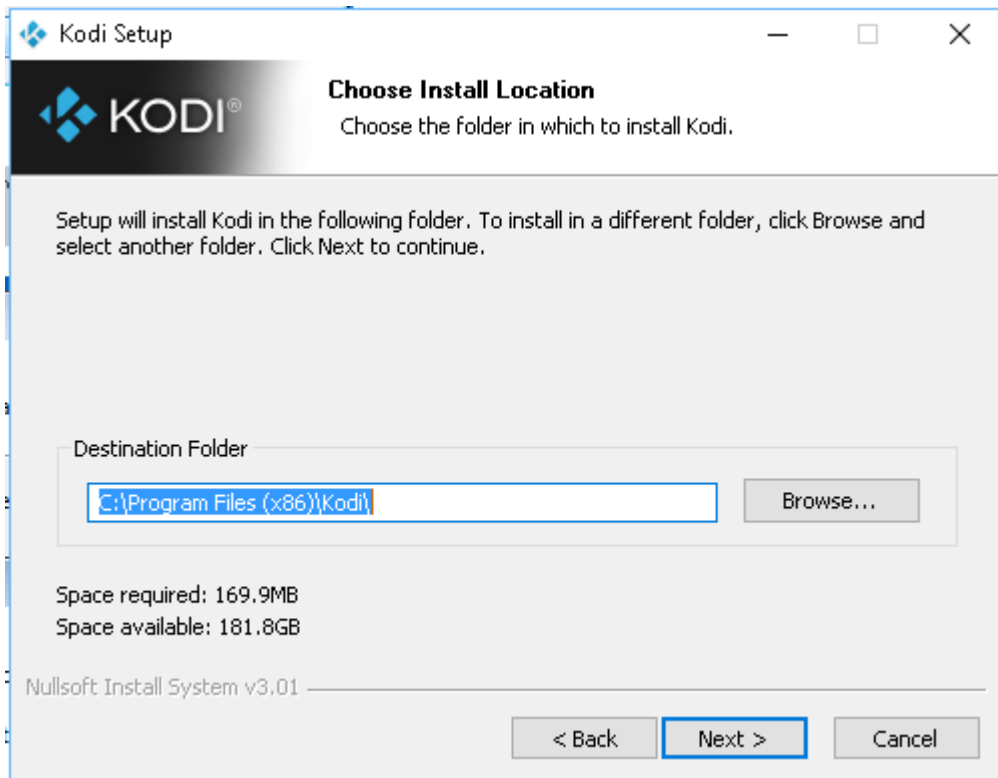 Kodi Setup
KODI®
Choose Install Location
Choose the folder in which to install Kodi.
Setup will install Kodi in the following folder. To install in a different folder, click Browse and
select another folder. Click Next to continue.
Destination Folder
C:\Program Files (x86)\Kodi\
Browse...
Space required: 169.9MB
Space available: 181.8GB
Nullsoft Install System v3.01
< Back
Next >
Cancel